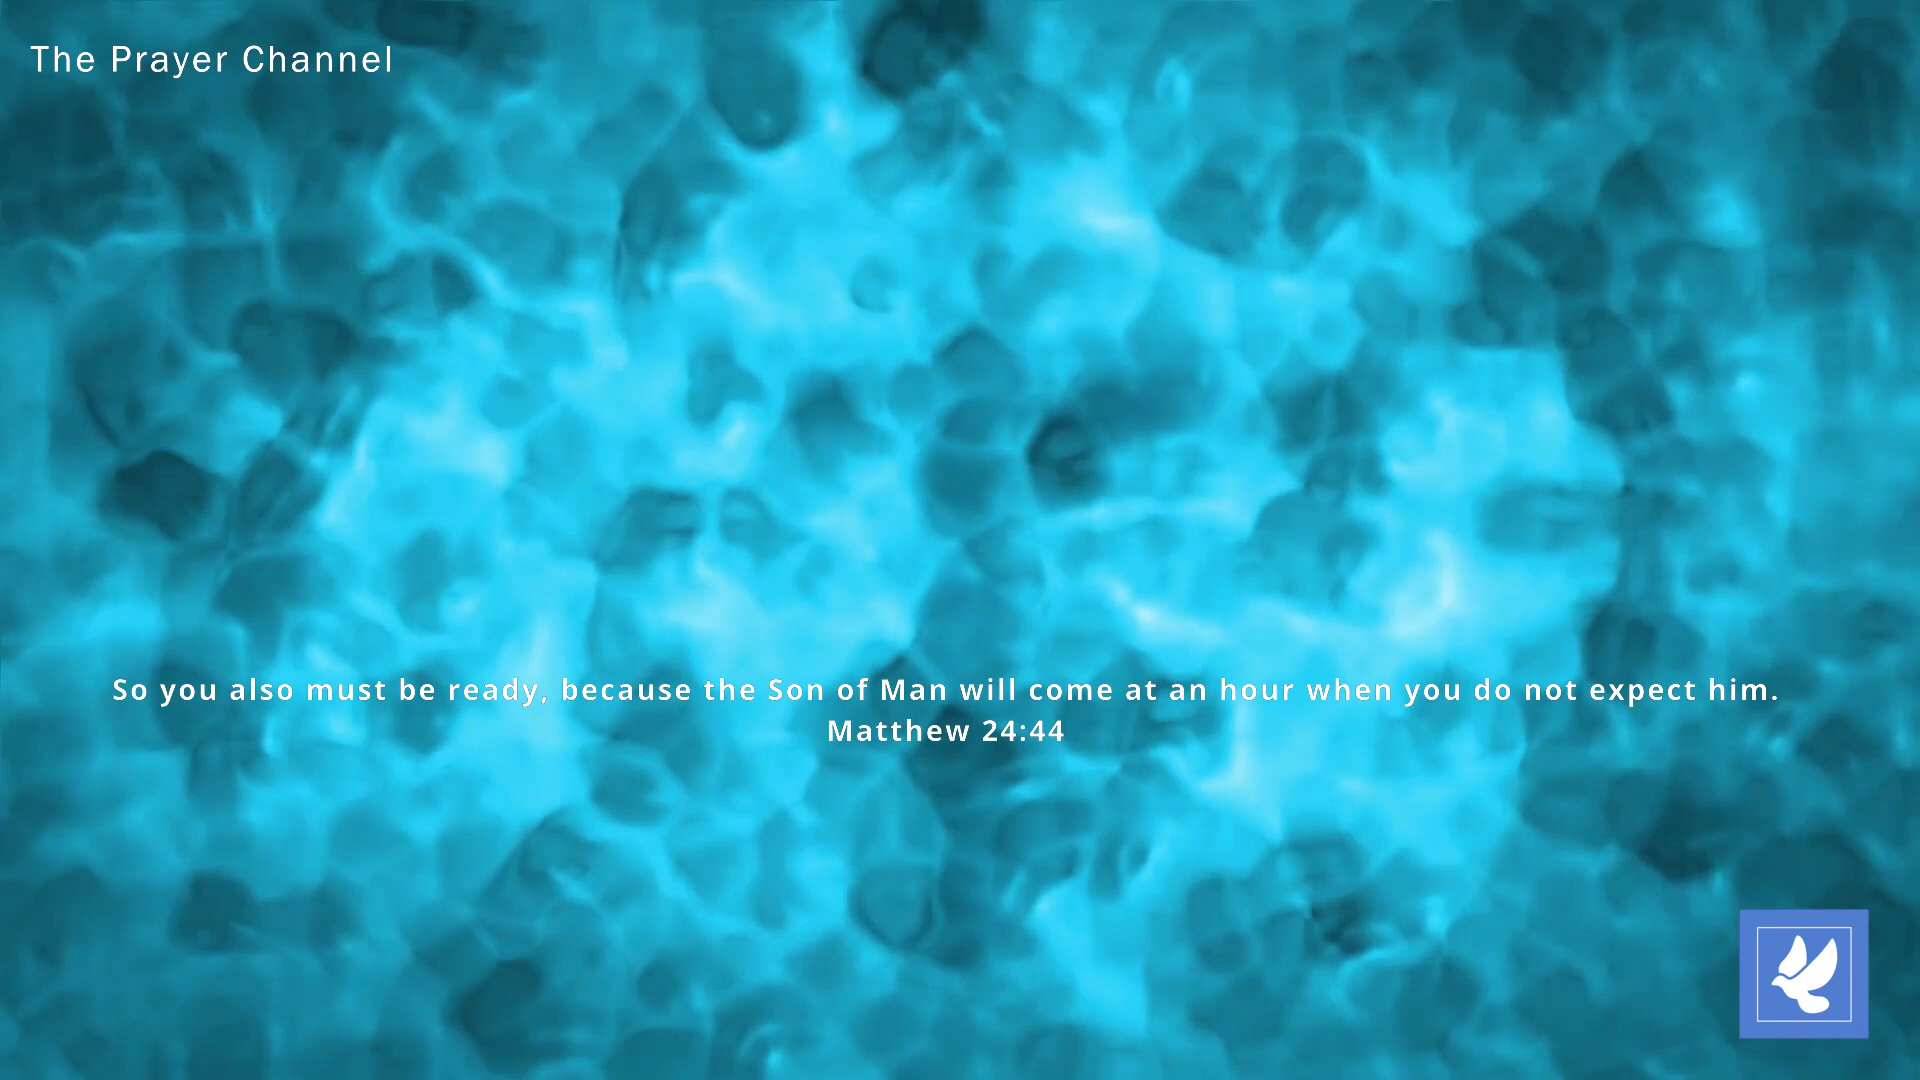 The Prayer Channel
So you also must be ready, because the Son of Man will come at an hour when you do not expect him.
Matthew 24:44